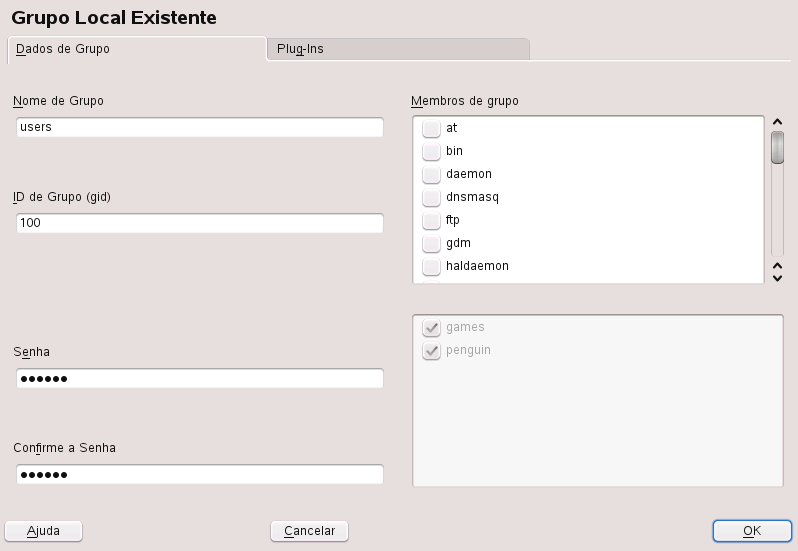 Grupo Local Existente
Dados de Grupo
Plug-Ins
Nome de Grupo
users
ID de Grupo (gid)
100
Senha
●●●●●●
Confirme a Senha
●●●●●●
Membros de grupo
at
bin
daemon
dnsmasq
ftp
gdm
haldaemon
games
penguin
Ajuda
Cancelar
OK